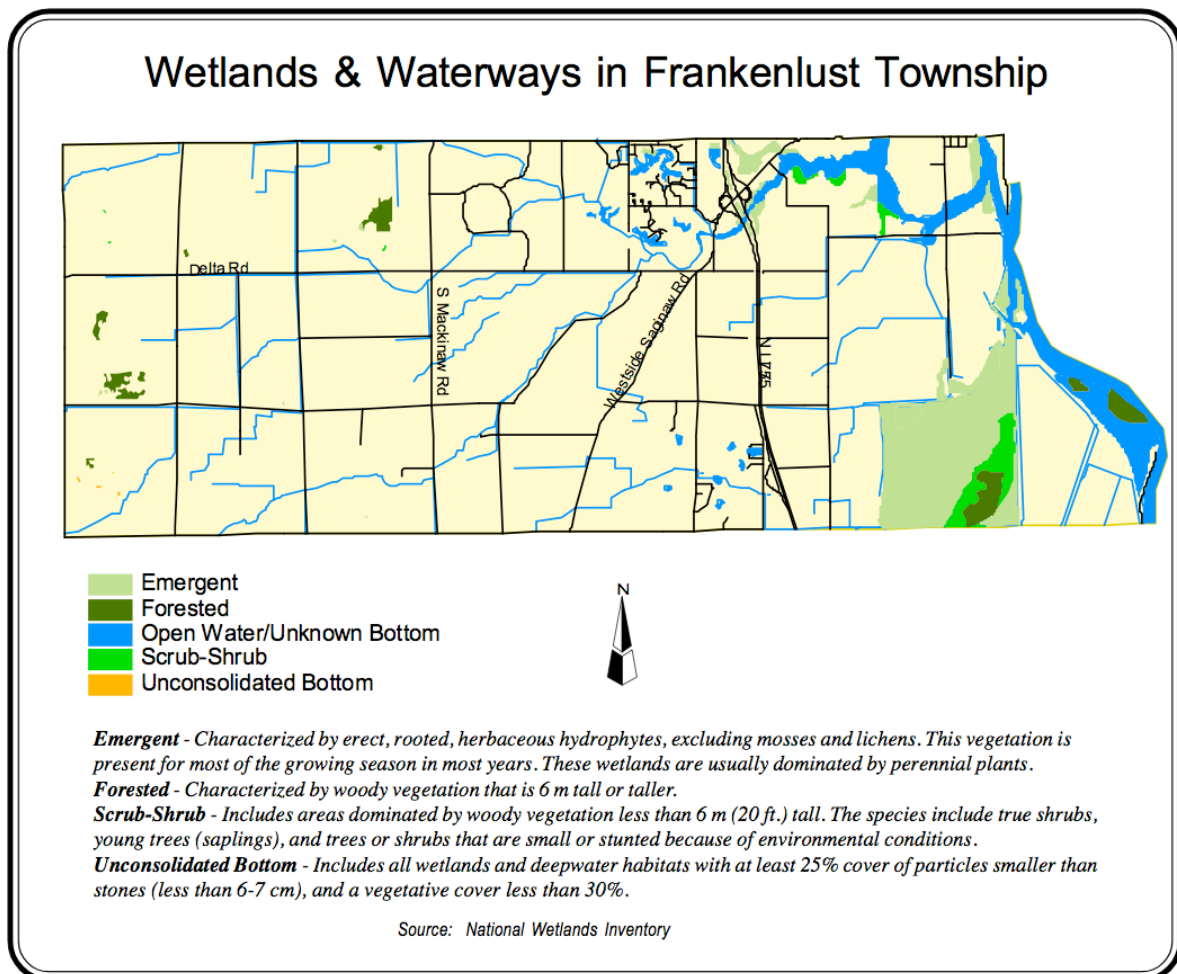 Wetlands & Waterways in Frankenlust Township
Delta Rd
S Mackinaw Rd
Westside Saginaw Rd
N I 75
Emergent
Forested
Open Water/Unknown Bottom
Scrub-Shrub
Unconsolidated Bottom
N
Emergent - Characterized by erect, rooted, herbaceous hydrophytes, excluding mosses and lichens. This vegetation is
present for most of the growing season in most years. These wetlands are usually dominated by perennial plants.
Forested - Characterized by woody vegetation that is 6 m tall or taller.
Scrub-Shrub - Includes areas dominated by woody vegetation less than 6 m (20 ft.) tall. The species include true shrubs,
young trees (saplings), and trees or shrubs that are small or stunted because of environmental conditions.
Unconsolidated Bottom - Includes all wetlands and deepwater habitats with at least 25% cover of particles smaller than
stones (less than 6-7 cm), and a vegetative cover less than 30%.
Source: National Wetlands Inventory